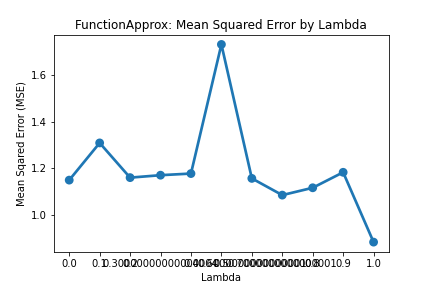 FunctionApprox: Mean Squared Error by Lambda
Mean Sqared Error (MSE)
1.6
1.4
1.2
1.0
0.0
0.9
1.0
Lambda